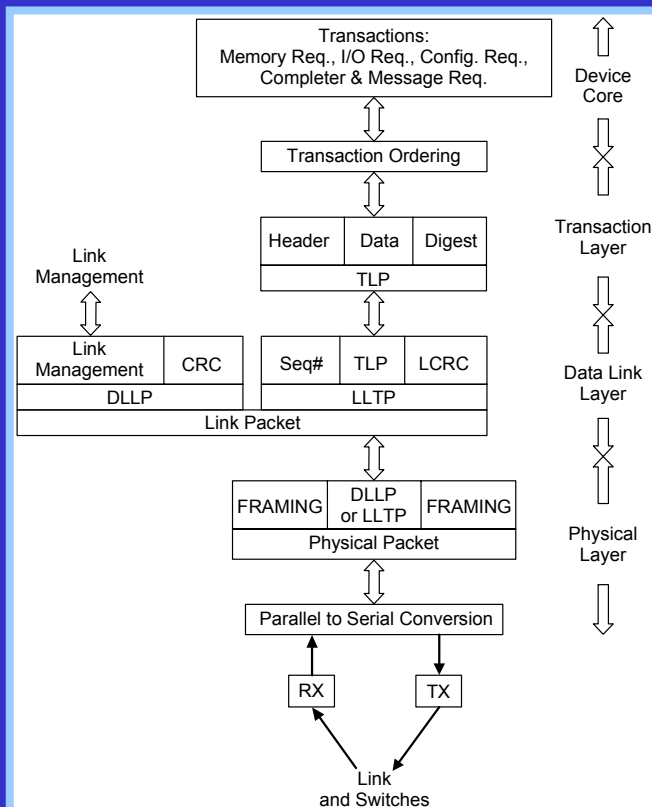 Transactions:
Memory Req., I/O Req., Config. Req.,
Completer & Message Req.
Device
Core
Transaction Ordering
Header
Data
Digest
TLP
Transaction
Layer
Link
Management
Link
Management
CRC
DLLP
Seq#
TLP
LCRC
LLTP
Link Packet
Data Link
Layer
FRAMING
DLLP
or LLTP
FRAMING
Physical Packet
Physical
Layer
Parallel to Serial Conversion
RX
TX
Link
and Switches